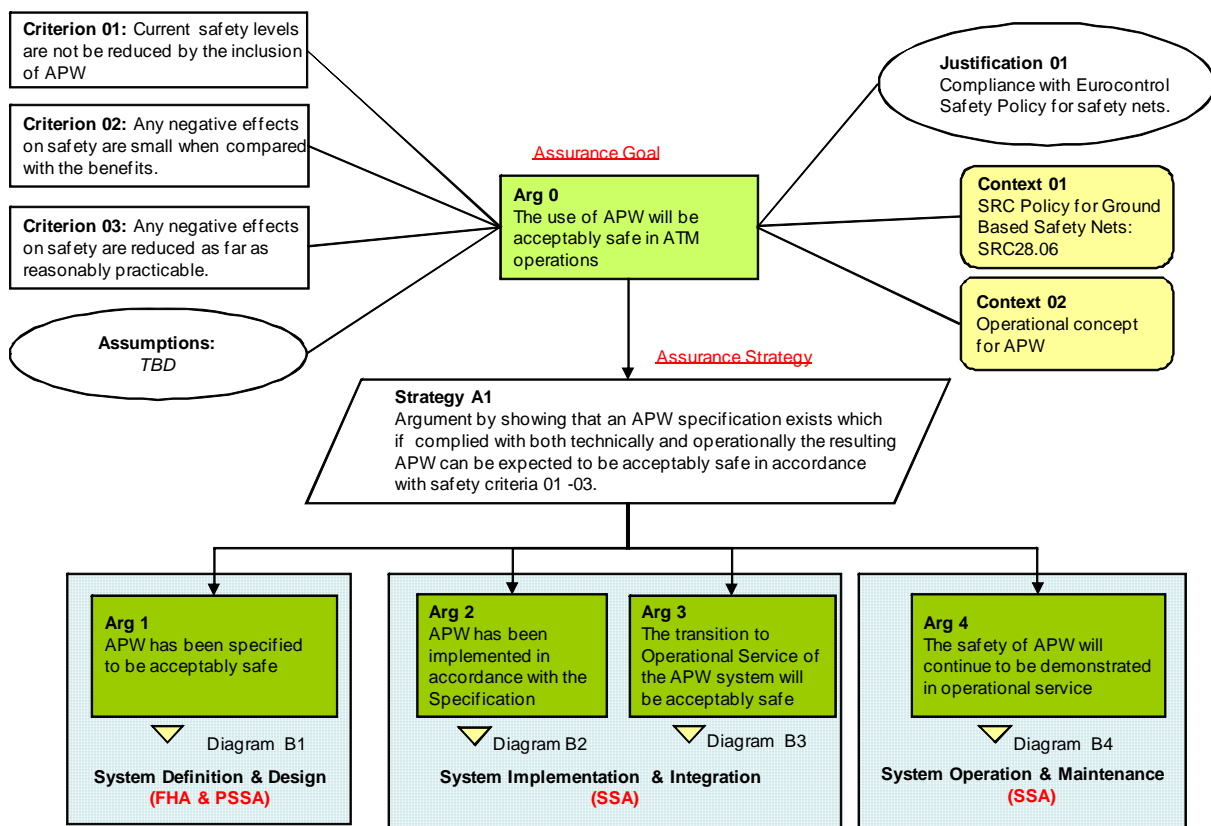 Criterion 01: Current safety levels
are not be reduced by the inclusion
of APW
Criterion 02: Any negative effects
on safety are small when compared
with the benefits.
Criterion 03: Any negative effects
on safety are reduced as far as
reasonably practicable.
Assumptions:
TBD
Assurance Goal
Arg 0
The use of APW will be
acceptably safe in ATM
operations
Justification 01
Compliance with Eurocontrol
Safety Policy for safety nets.
Context 01
SRC Policy for Ground
Based Safety Nets:
SRC28.06
Context 02
Operational concept
for APW
Assurance Strategy
Strategy A1
Argument by showing that an APW specification exists which
if complied with both technically and operationally the resulting
APW can be expected to be acceptably safe in accordance
with safety criteria 01 -03.
Arg 1
APW has been specified
to be acceptably safe
Diagram B1
System Definition & Design
(FHA & PSSA)
Arg 2
APW has been
implemented in
accordance with the
Specification
Diagram B2
Arg 3
The transition to
Operational Service of
the APW system will
be acceptably safe
Diagram B3
System Implementation & Integration
(SSA)
Arg 4
The safety of APW will
continue to be demonstrated
in operational service
Diagram B4
System Operation & Maintenance
(SSA)